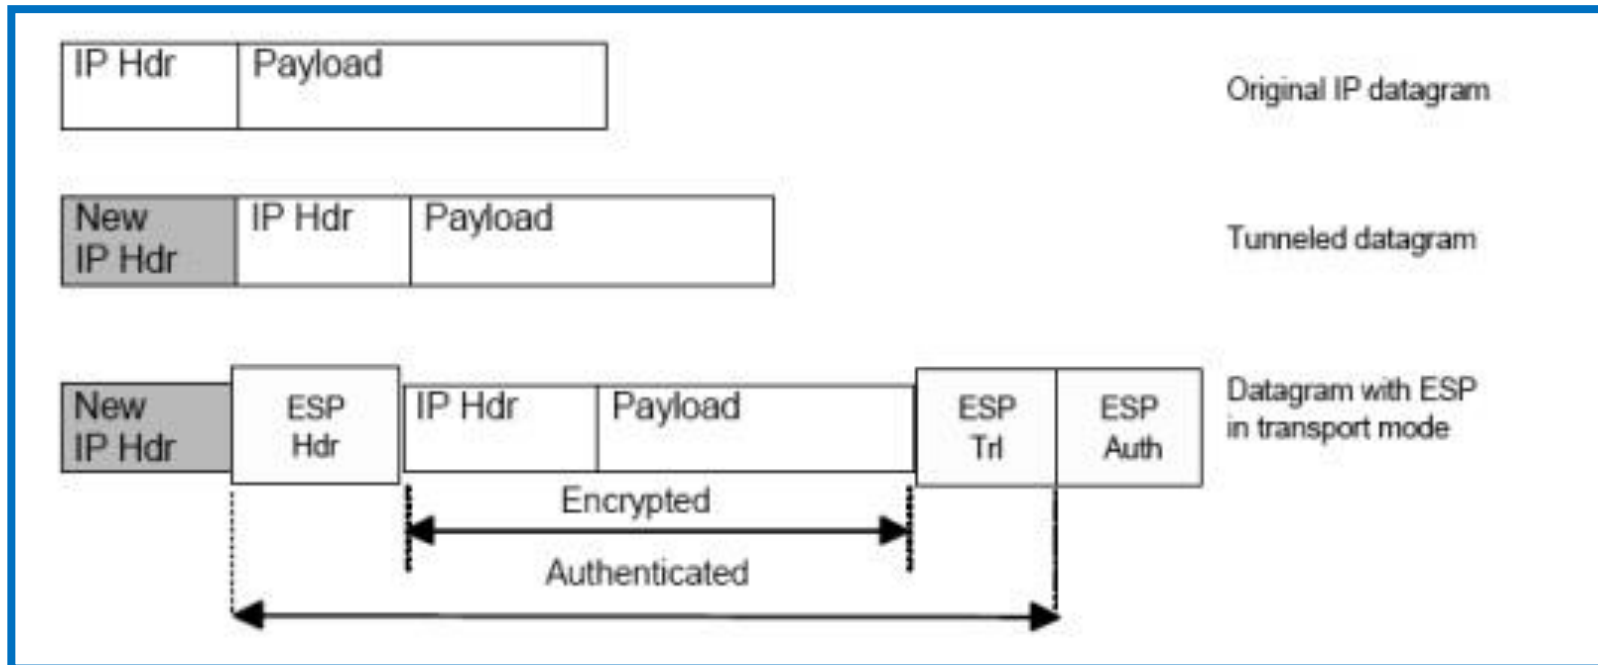 IP Hdr Payload
Original IP datagram
New
IP Hdr
IP Hdr Payload
Tunneled datagram
New
IP Hdr
ESP
Hdr
IP Hdr Payload
ESP
Trl
ESP
Auth
Datagram with ESP
in transport mode
Encrypted
Authenticated